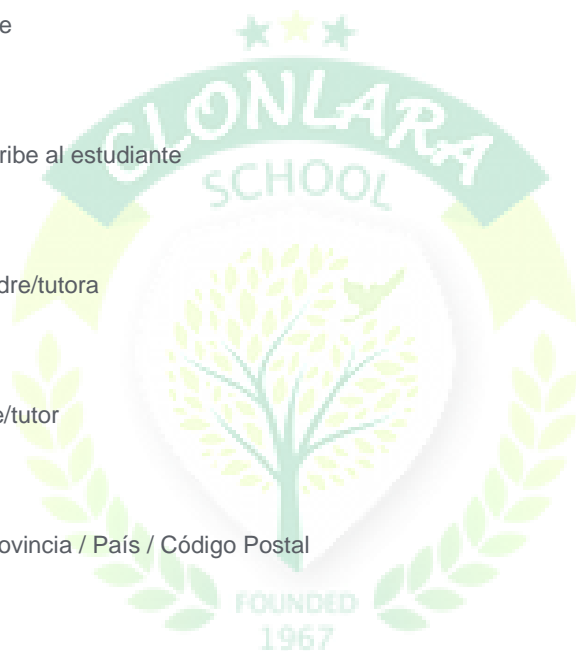 e
CLONLARA
ribe al estudiante
SCHOOL
dre/tutora
e/tutor
ovincia / País / Código Postal
FOUNDED
1967